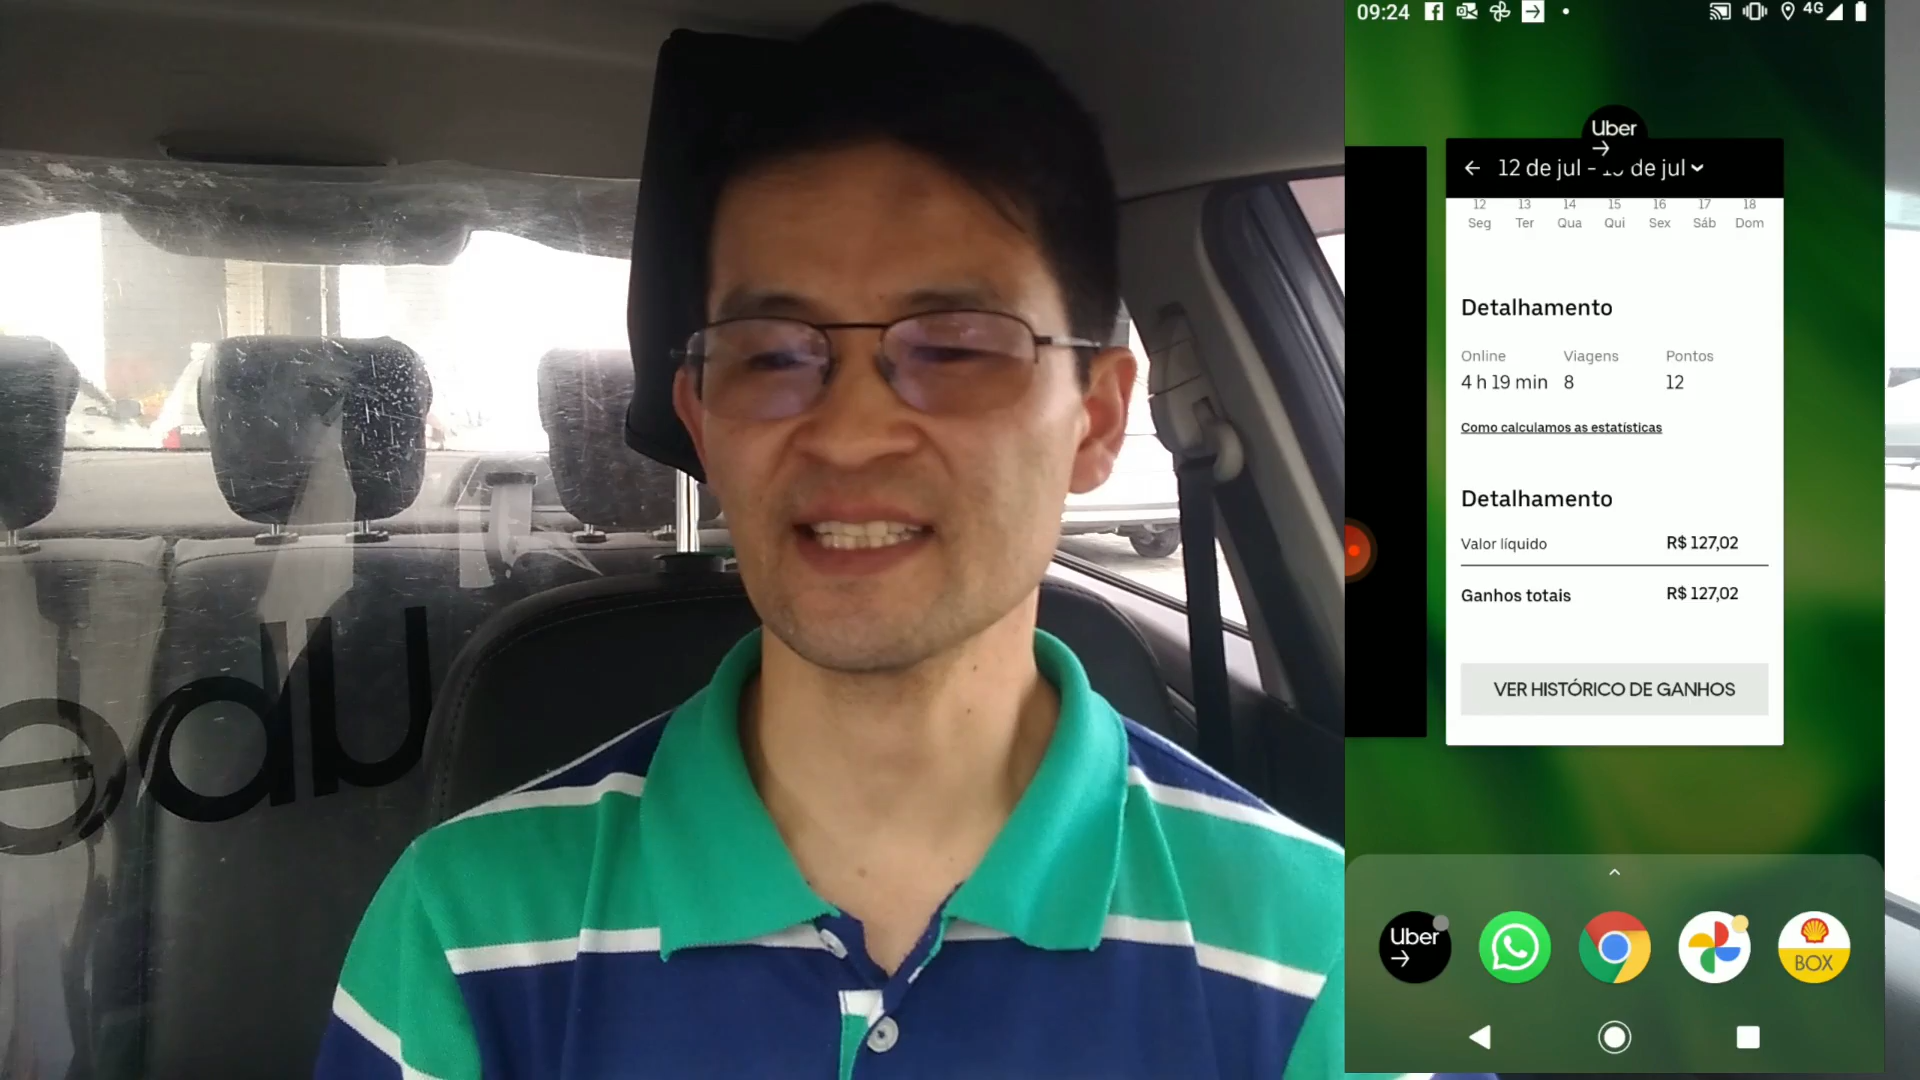 Uber
09:24
4G
Uber
12 de jul - de jul
12 13 14 15 16 17 18
Seg Ter Qua Qui Sex Sáb Dom
Detalhamento
Online Viagens Pontos
4 h 19 min 8 12
Como calculamos as estatísticas
Detalhamento
Valor líquido R$ 127,02
Ganhos totais R$ 127,02
VER HISTÓRICO DE GANHOS
Uber
BOX